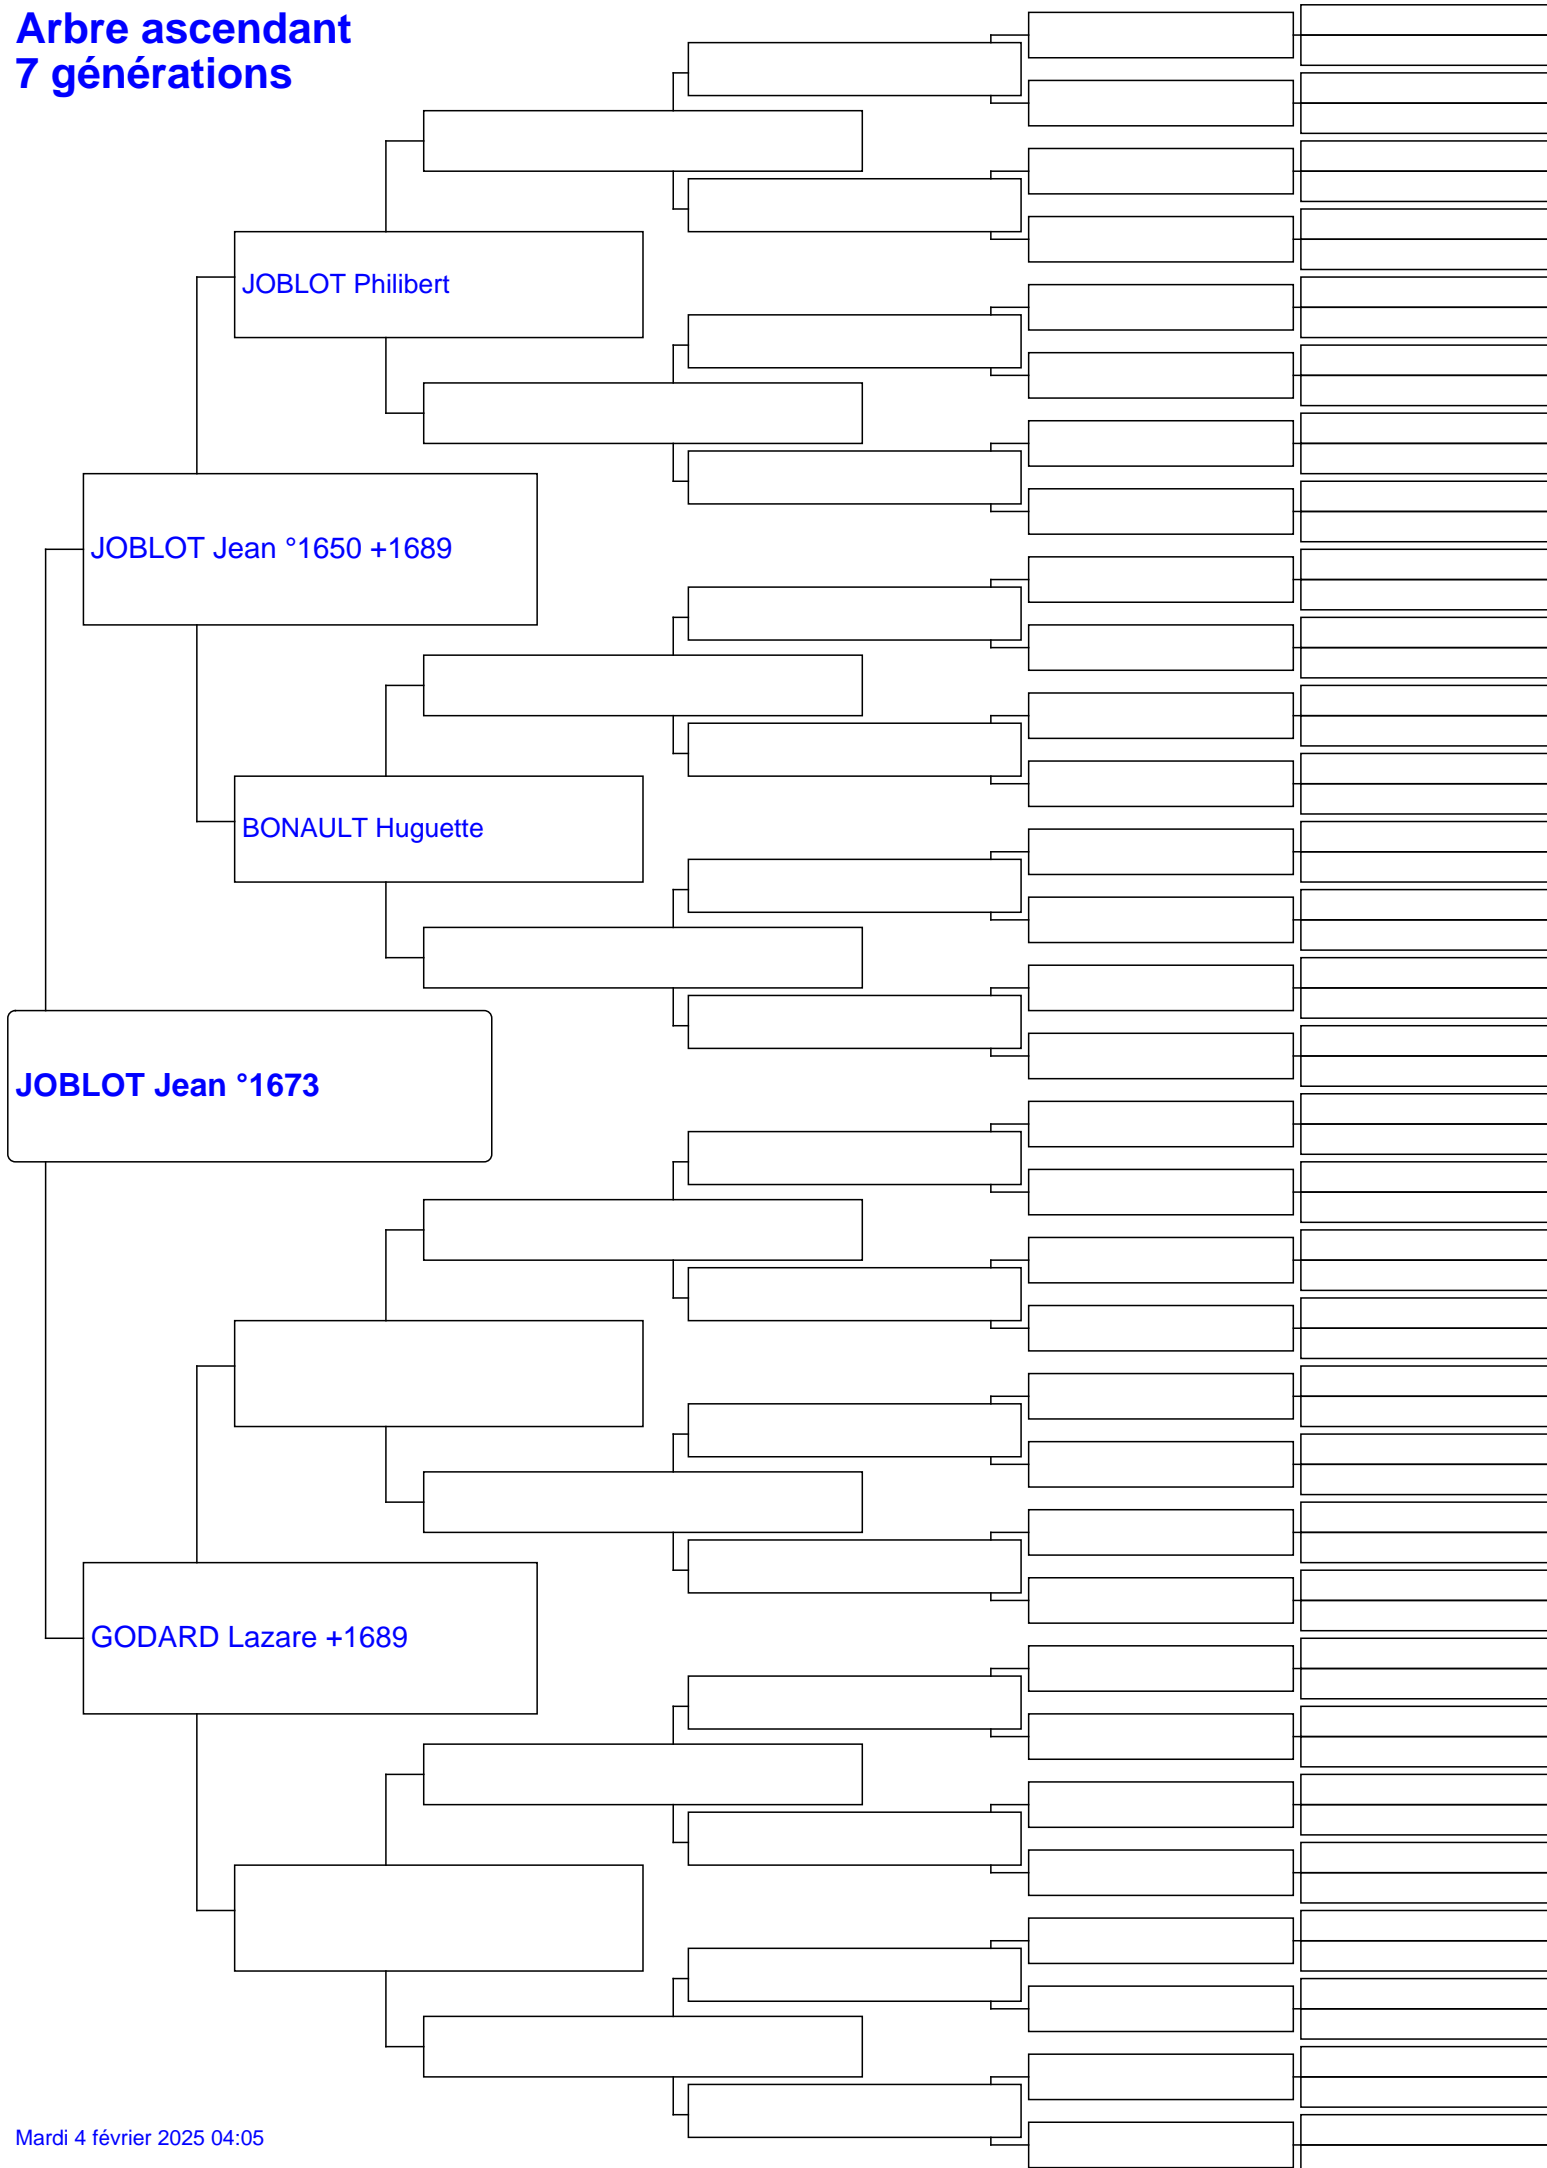 Arbre ascendant
7 générations
JOBLOT Philibert
JOBLOT Jean °1650 +1689
BONAULT Huguette
JOBLOT Jean °1673
GODARD Lazare +1689
Mardi 4 février 2025 04:05